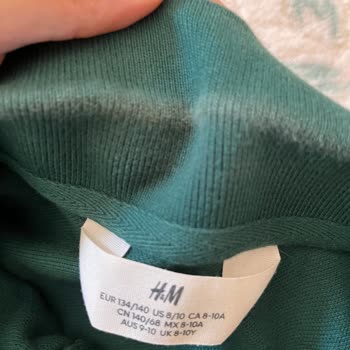 H&M
EUR 134/140 US 8/10 CA 8-10A
CN 140/68 MX 8-10A
AUS 9-10 UK 8-10Y